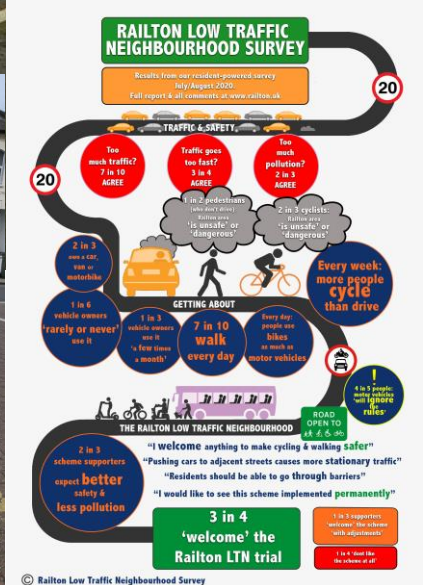 RAILTON LOW TRAFFIC
NEIGHBOURHOOD SURVEY
Results from our resident-powered survey
July/August 2020.
Full report & all comments at www.railton.uk
20
TRAFFIC & SAFETY
Too
much traffic?
7 in 10
AGREE
Traffic goes
too fast?
3 in 4
AGREE
Too
much
pollution?
2 in 3
AGREE
20
1 in 2 pedestrians
(who don't drive)
Railton area
'is unsafe' or
'dangerous'
2 in 3 cyclists:
Railton area
'is unsafe' or
'dangerous'
2 in 3
own a car,
van or
motorbike
Every week:
more people
cycle
than drive
GETTING ABOUT
1 in 6
vehicle owners
'rarely or never'
use it
1 in 3
vehicle owners
use it
'a few times
a month'
7 in 10
walk
every day
Every day:
people use
bikes
as much as
motor vehicles
!
4 in 5 people:
motor vehicles
'will ignore
the
rules'
ROAD
OPEN TO
THE RAILTON LOW TRAFFIC NEIGHBOURHOOD
2 in 3
scheme supporters
expect better
safety &
less pollution
"I welcome anything to make cycling & walking safer"
"Pushing cars to adjacent streets causes more stationary traffic"
"Residents should be able to go through barriers"
"I would like to see this scheme implemented permanently"
3 in 4
'welcome' the
Railton LTN trial
1 in 3 supporters
'welcome' the scheme
'with adjustments'
1 in 4 'dont like
the scheme at all'
© Railton Low Traffic Neighbourhood Survey